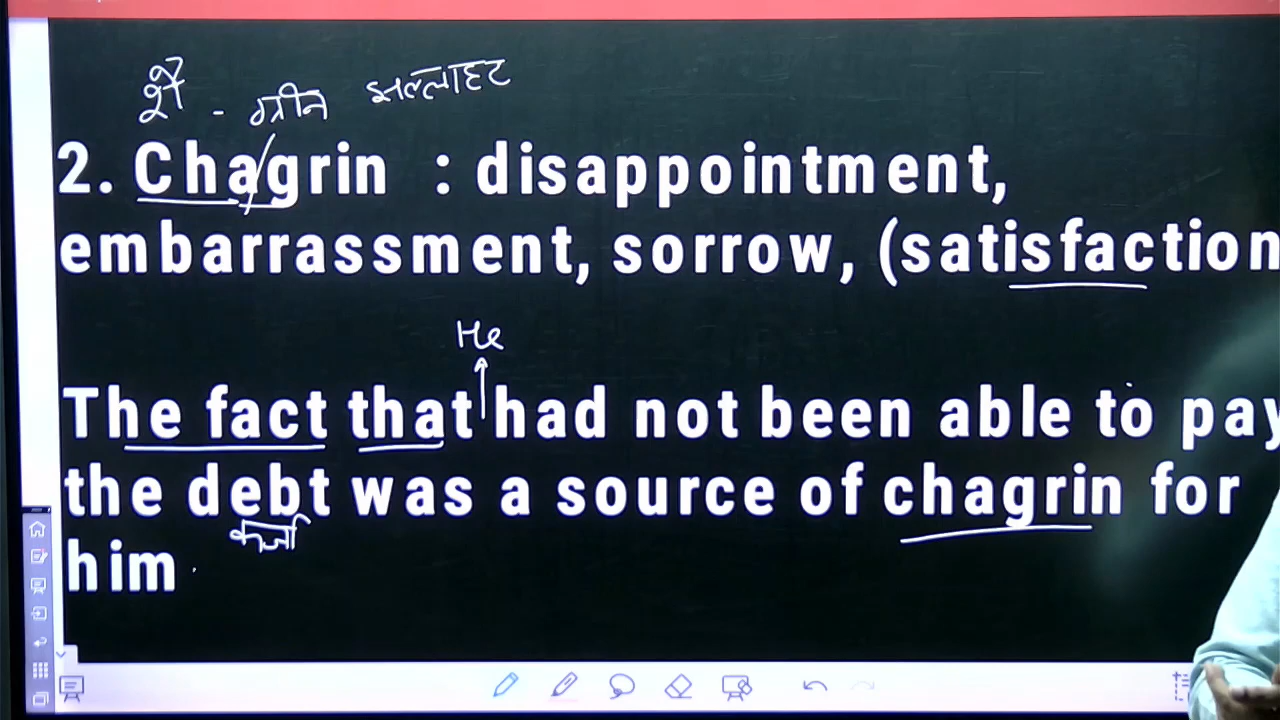 शै - ग्रीन झल्लाहट
2. Chagrin : disappointment,
embarrassment, sorrow, (satisfaction
He
The fact that had not been able to pay
the debt was a source of chagrin for
कर्जा
him